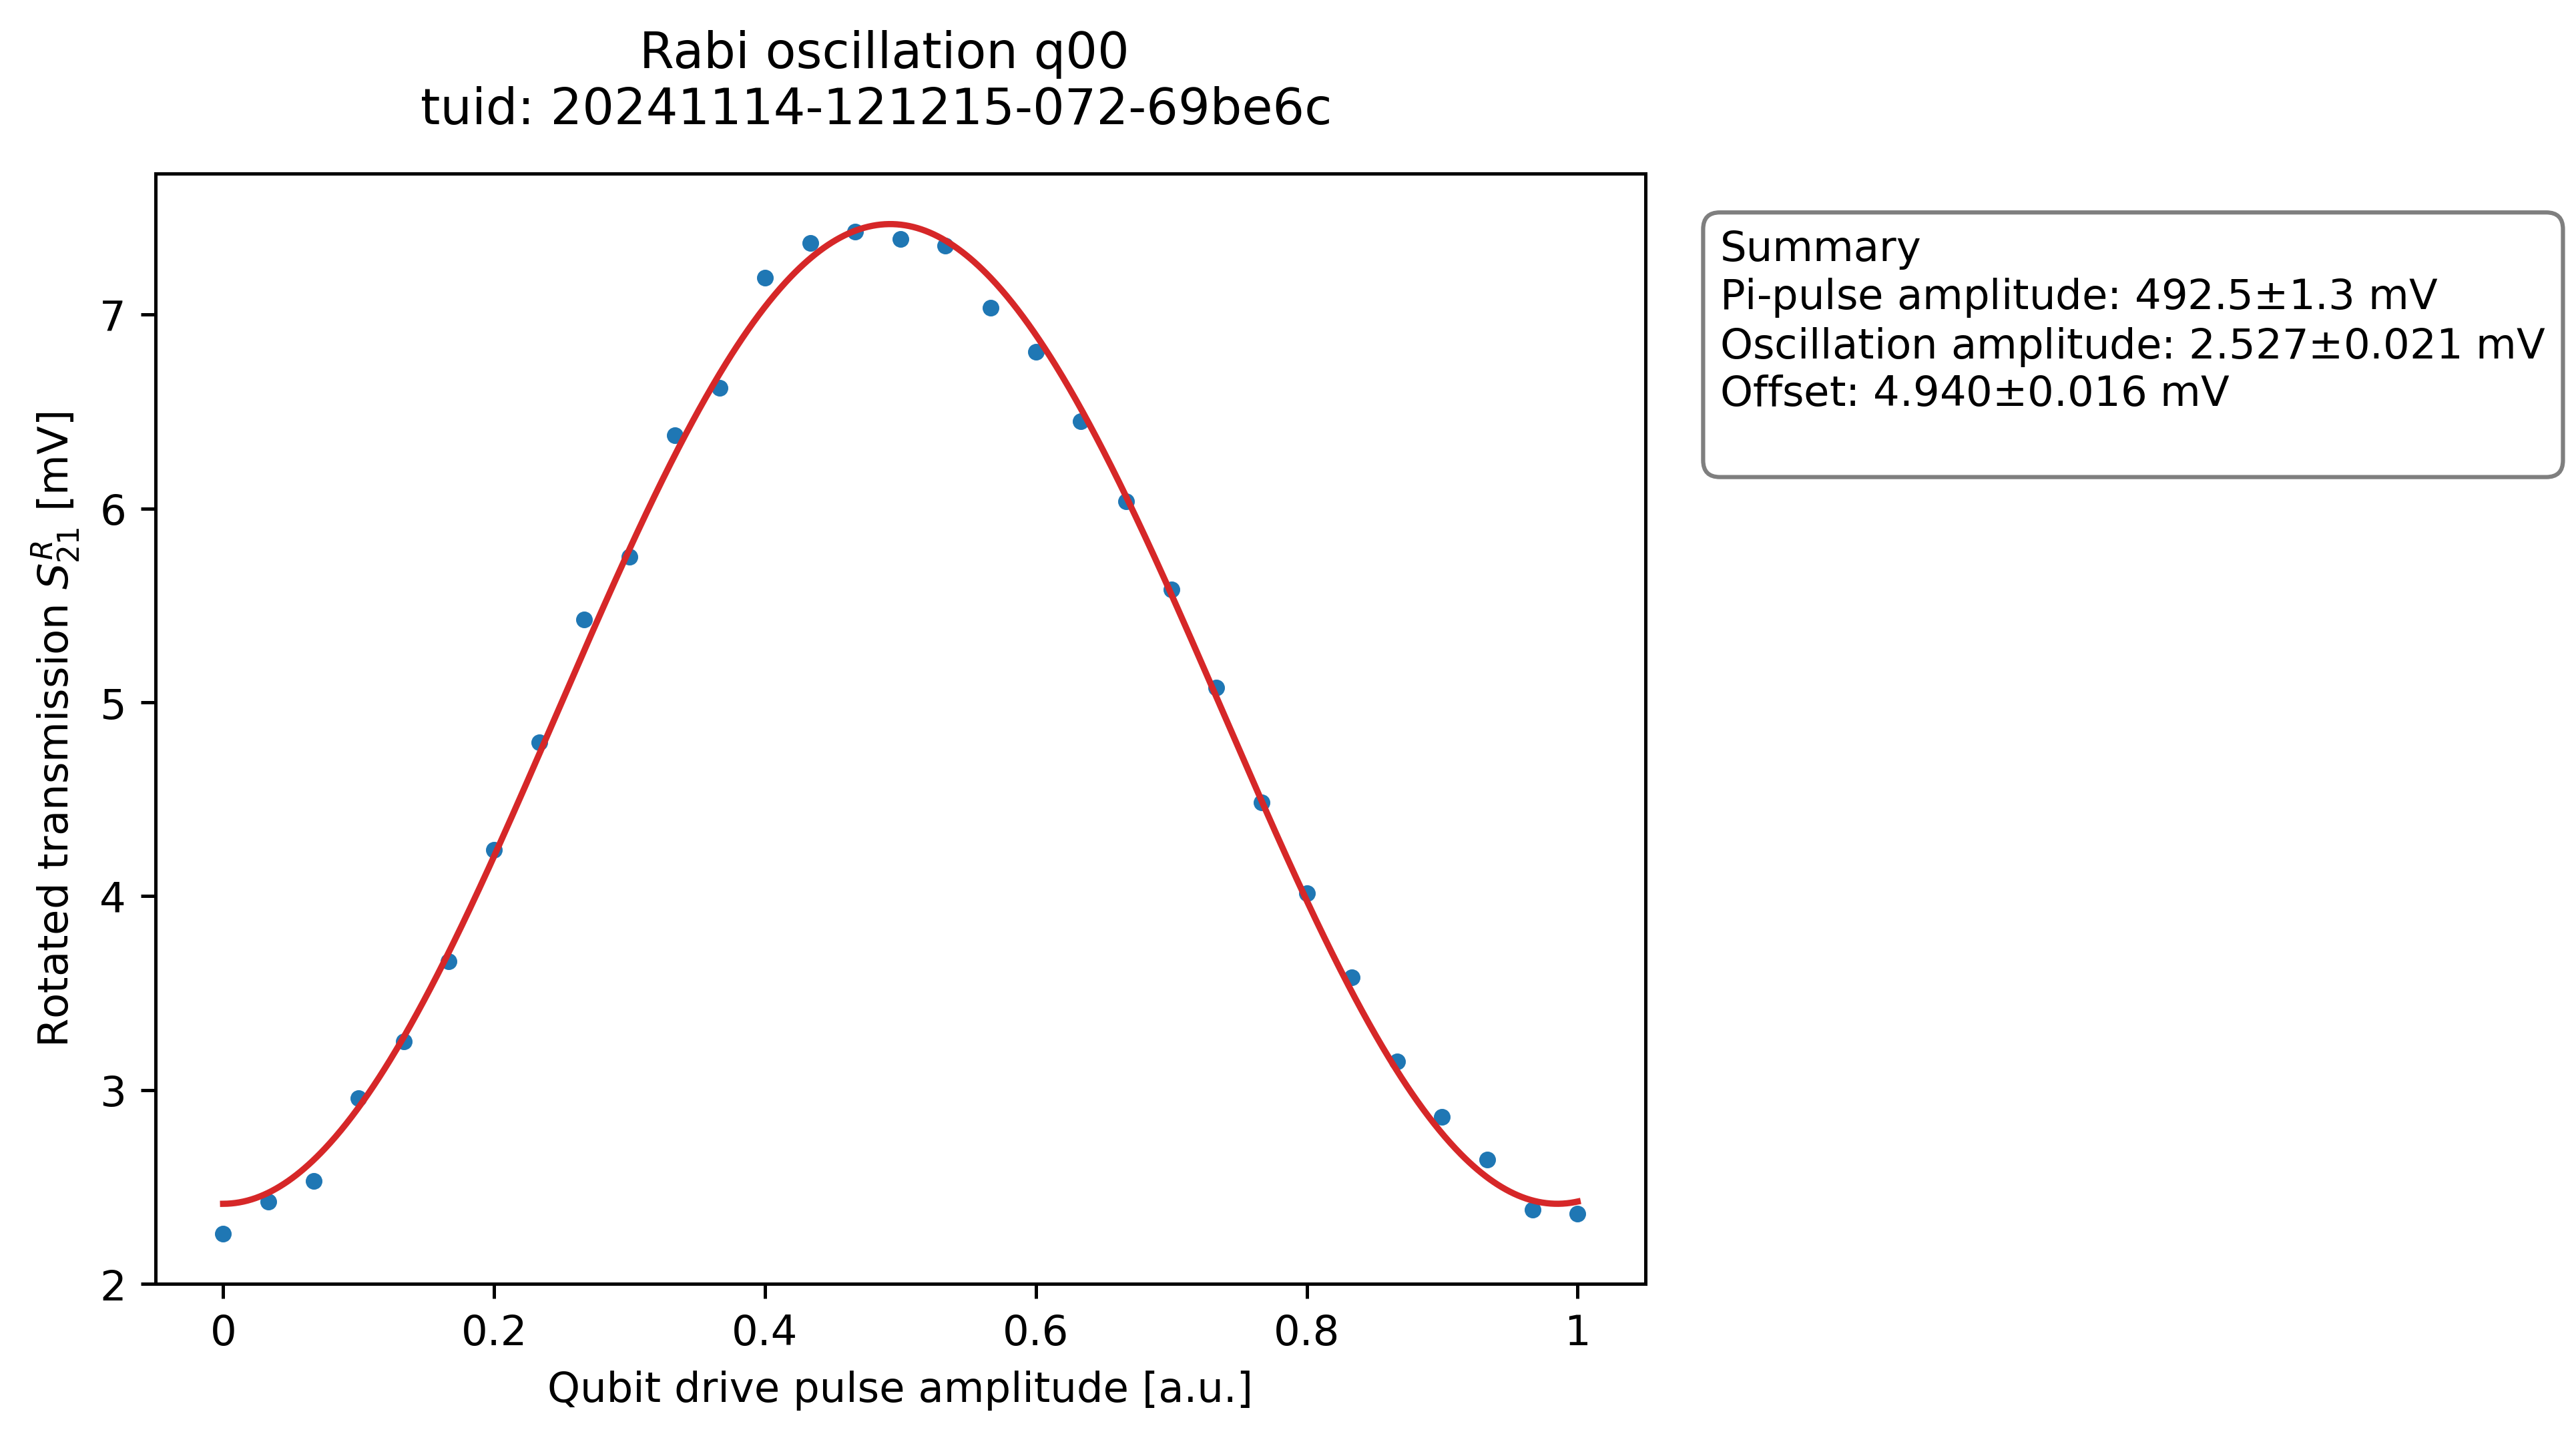 Rabi oscillation q00
tuid: 20241114-121215-072-69be6c
Rotated transmission $S_{21}^{R}$ [mV]
7
6
5
4
3
2
0 0.2 0.4 0.6 0.8 1
Qubit drive pulse amplitude [a.u.]
Summary
Pi-pulse amplitude: 492.5±1.3 mV
Oscillation amplitude: 2.527±0.021 mV
Offset: 4.940±0.016 mV